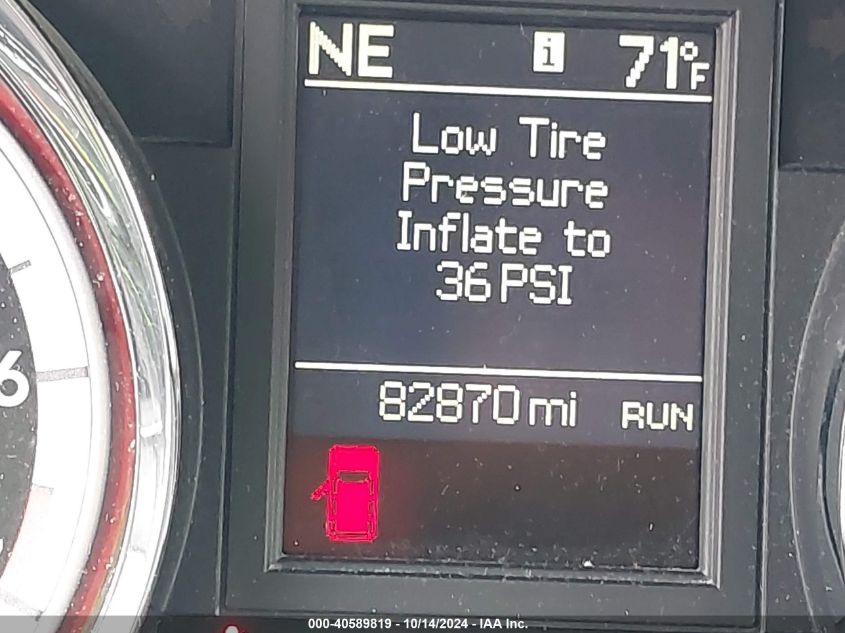 NE i 71°F
Low Tire
Pressure
Inflate to
36 PSI
82870 mi RUN
6
000-40589819 - 10/14/2024 - IAA Inc.